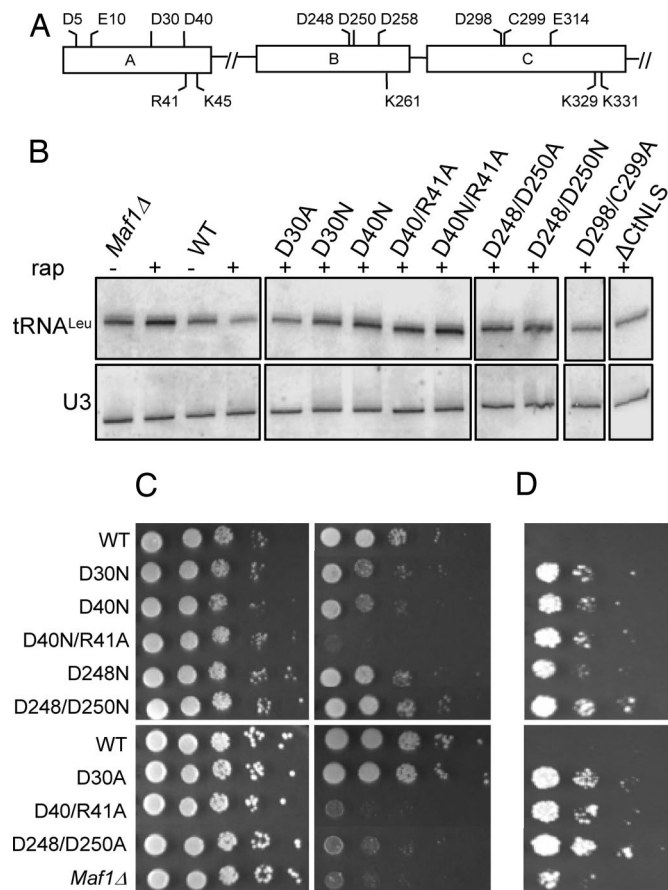 A
D5 E10 D30 D40 D248 D250 D258 D298 C299 E314
A // B C //
R41 K45 K261 K329 K331
B
Maf1Δ WT D30A D30N D40N D40/R41A D40N/R41A D248/D250A D248/D250N D298/C299A ΔCtNLS
rap - + - + + + + + + + + + +
tRNALeu
U3
C D
WT
D30N
D40N
D40N/R41A
D248N
D248/D250N
WT
D30A
D40/R41A
D248/D250A
Maf1Δ